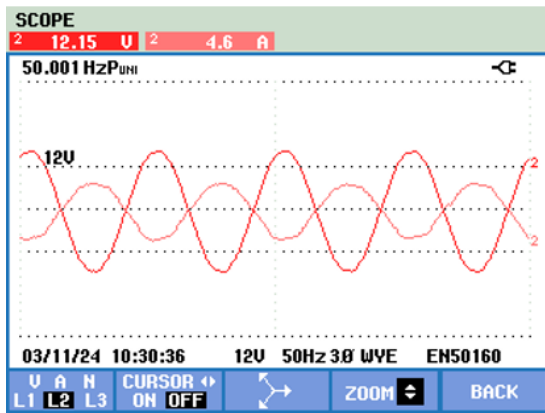 SCOPE
2 12.15 V 2 4.6 A
50.001 HzPUNI
12V
2
2
03/11/24 10:30:36 12V 50Hz 3Ø WYE EN50160
V A N CURSOR
L1 L2 L3 ON OFF ZOOM BACK